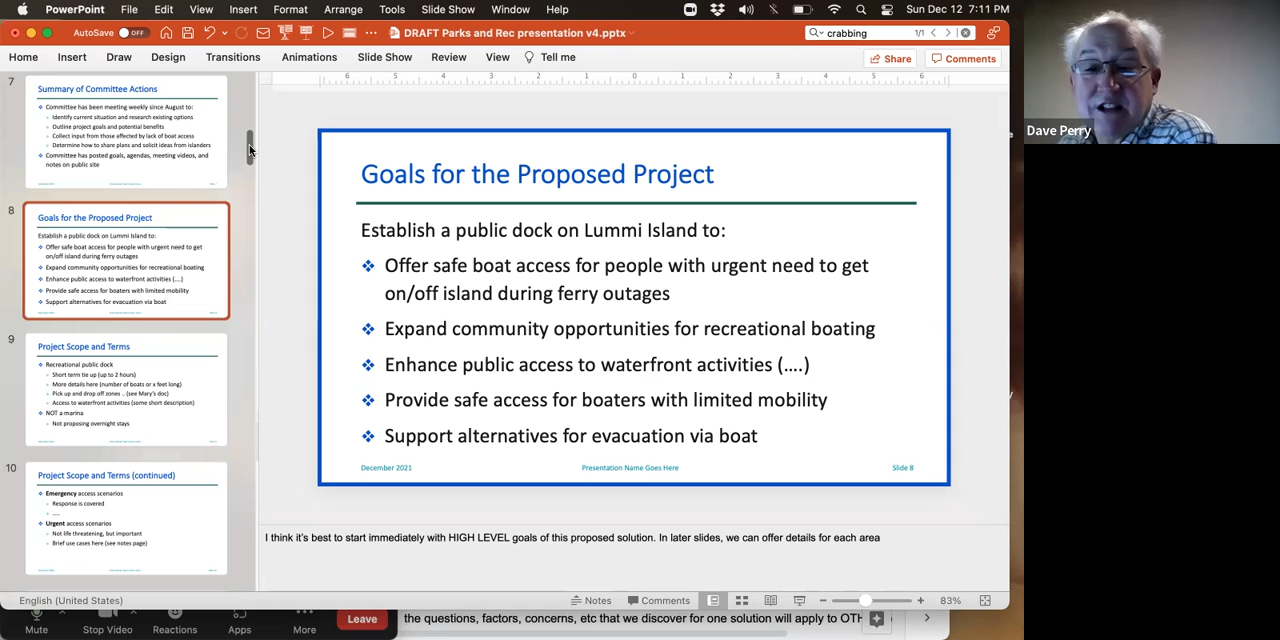 PowerPoint File Edit View Insert Format Arrange Tools Slide Show Window Help Sun Dec 12 7:11 PM
AutoSave OFF DRAFT Parks and Rec presentation v4.pptx crabbing 1/1
Home Insert Draw Design Transitions Animations Slide Show Review View Tell me Share Comments
6 5 4 3 2 1 0 1 2 3 4 5 6
7
Summary of Committee Actions
Committee has been meeting weekly since August to:
Identify current situation and research existing options
Outline project goals and potential benefits
Collect input from those affected by lack of boat access
Determine how to share plans and solicit ideas from islanders
Committee has posted goals, agendas, meeting videos, and
notes on public site
8
Goals for the Proposed Project
Establish a public dock on Lummi Island to:
Offer safe boat access for people with urgent need to get
on/off island during ferry outages
Expand community opportunities for recreational boating
Enhance public access to waterfront activities (....)
Provide safe access for boaters with limited mobility
Support alternatives for evacuation via boat
9
Project Scope and Terms
Recreational public dock
Short term tie up (up to 2 hours)
More details here (number of boats or x feet long)
Pick up and drop off zones .. (see Mary's doc)
Access to waterfront activities (some short description)
NOT a marina
Not proposing overnight stays
10
Project Scope and Terms (continued)
Emergency access scenarios
Response is covered
.....
Urgent access scenarios
Not life threatening, but important
Brief use cases here (see notes page)
Goals for the Proposed Project
Establish a public dock on Lummi Island to:
Offer safe boat access for people with urgent need to get
on/off island during ferry outages
Expand community opportunities for recreational boating
Enhance public access to waterfront activities (....)
Provide safe access for boaters with limited mobility
Support alternatives for evacuation via boat
December 2021 Presentation Name Goes Here Slide 8
I think it's best to start immediately with HIGH LEVEL goals of this proposed solution. In later slides, we can offer details for each area
English (United States) Notes Comments 83%
Mute Stop Video Reactions Apps More Leave
the questions, factors, concerns, etc that we discover for one solution will apply to OTH
Dave Perry